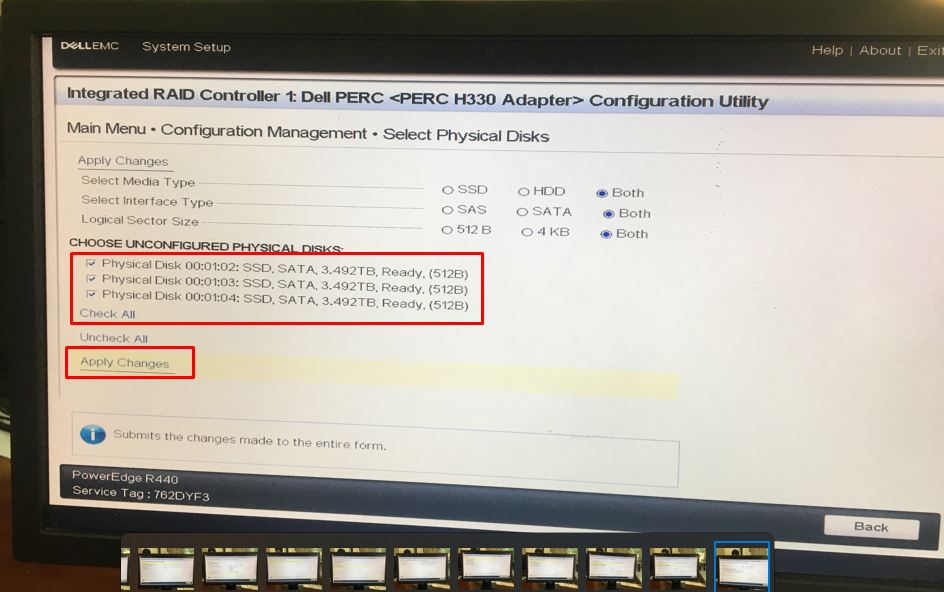 DELLEMC System Setup
Help | About | Exit
Integrated RAID Controller 1: Dell PERC <PERC H330 Adapter> Configuration Utility
Main Menu • Configuration Management • Select Physical Disks
Apply Changes
Select Media Type SSD HDD Both
Select Interface Type SAS SATA Both
Logical Sector Size 512 B 4 KB Both
CHOOSE UNCONFIGURED PHYSICAL DISKS:
Physical Disk 00:01:02: SSD, SATA, 3.492TB, Ready, (512B)
Physical Disk 00:01:03: SSD, SATA, 3.492TB, Ready, (512B)
Physical Disk 00:01:04: SSD, SATA, 3.492TB, Ready, (512B)
Check All
Uncheck All
Apply Changes
Submits the changes made to the entire form.
PowerEdge R440
Service Tag : 762DYF3
Back